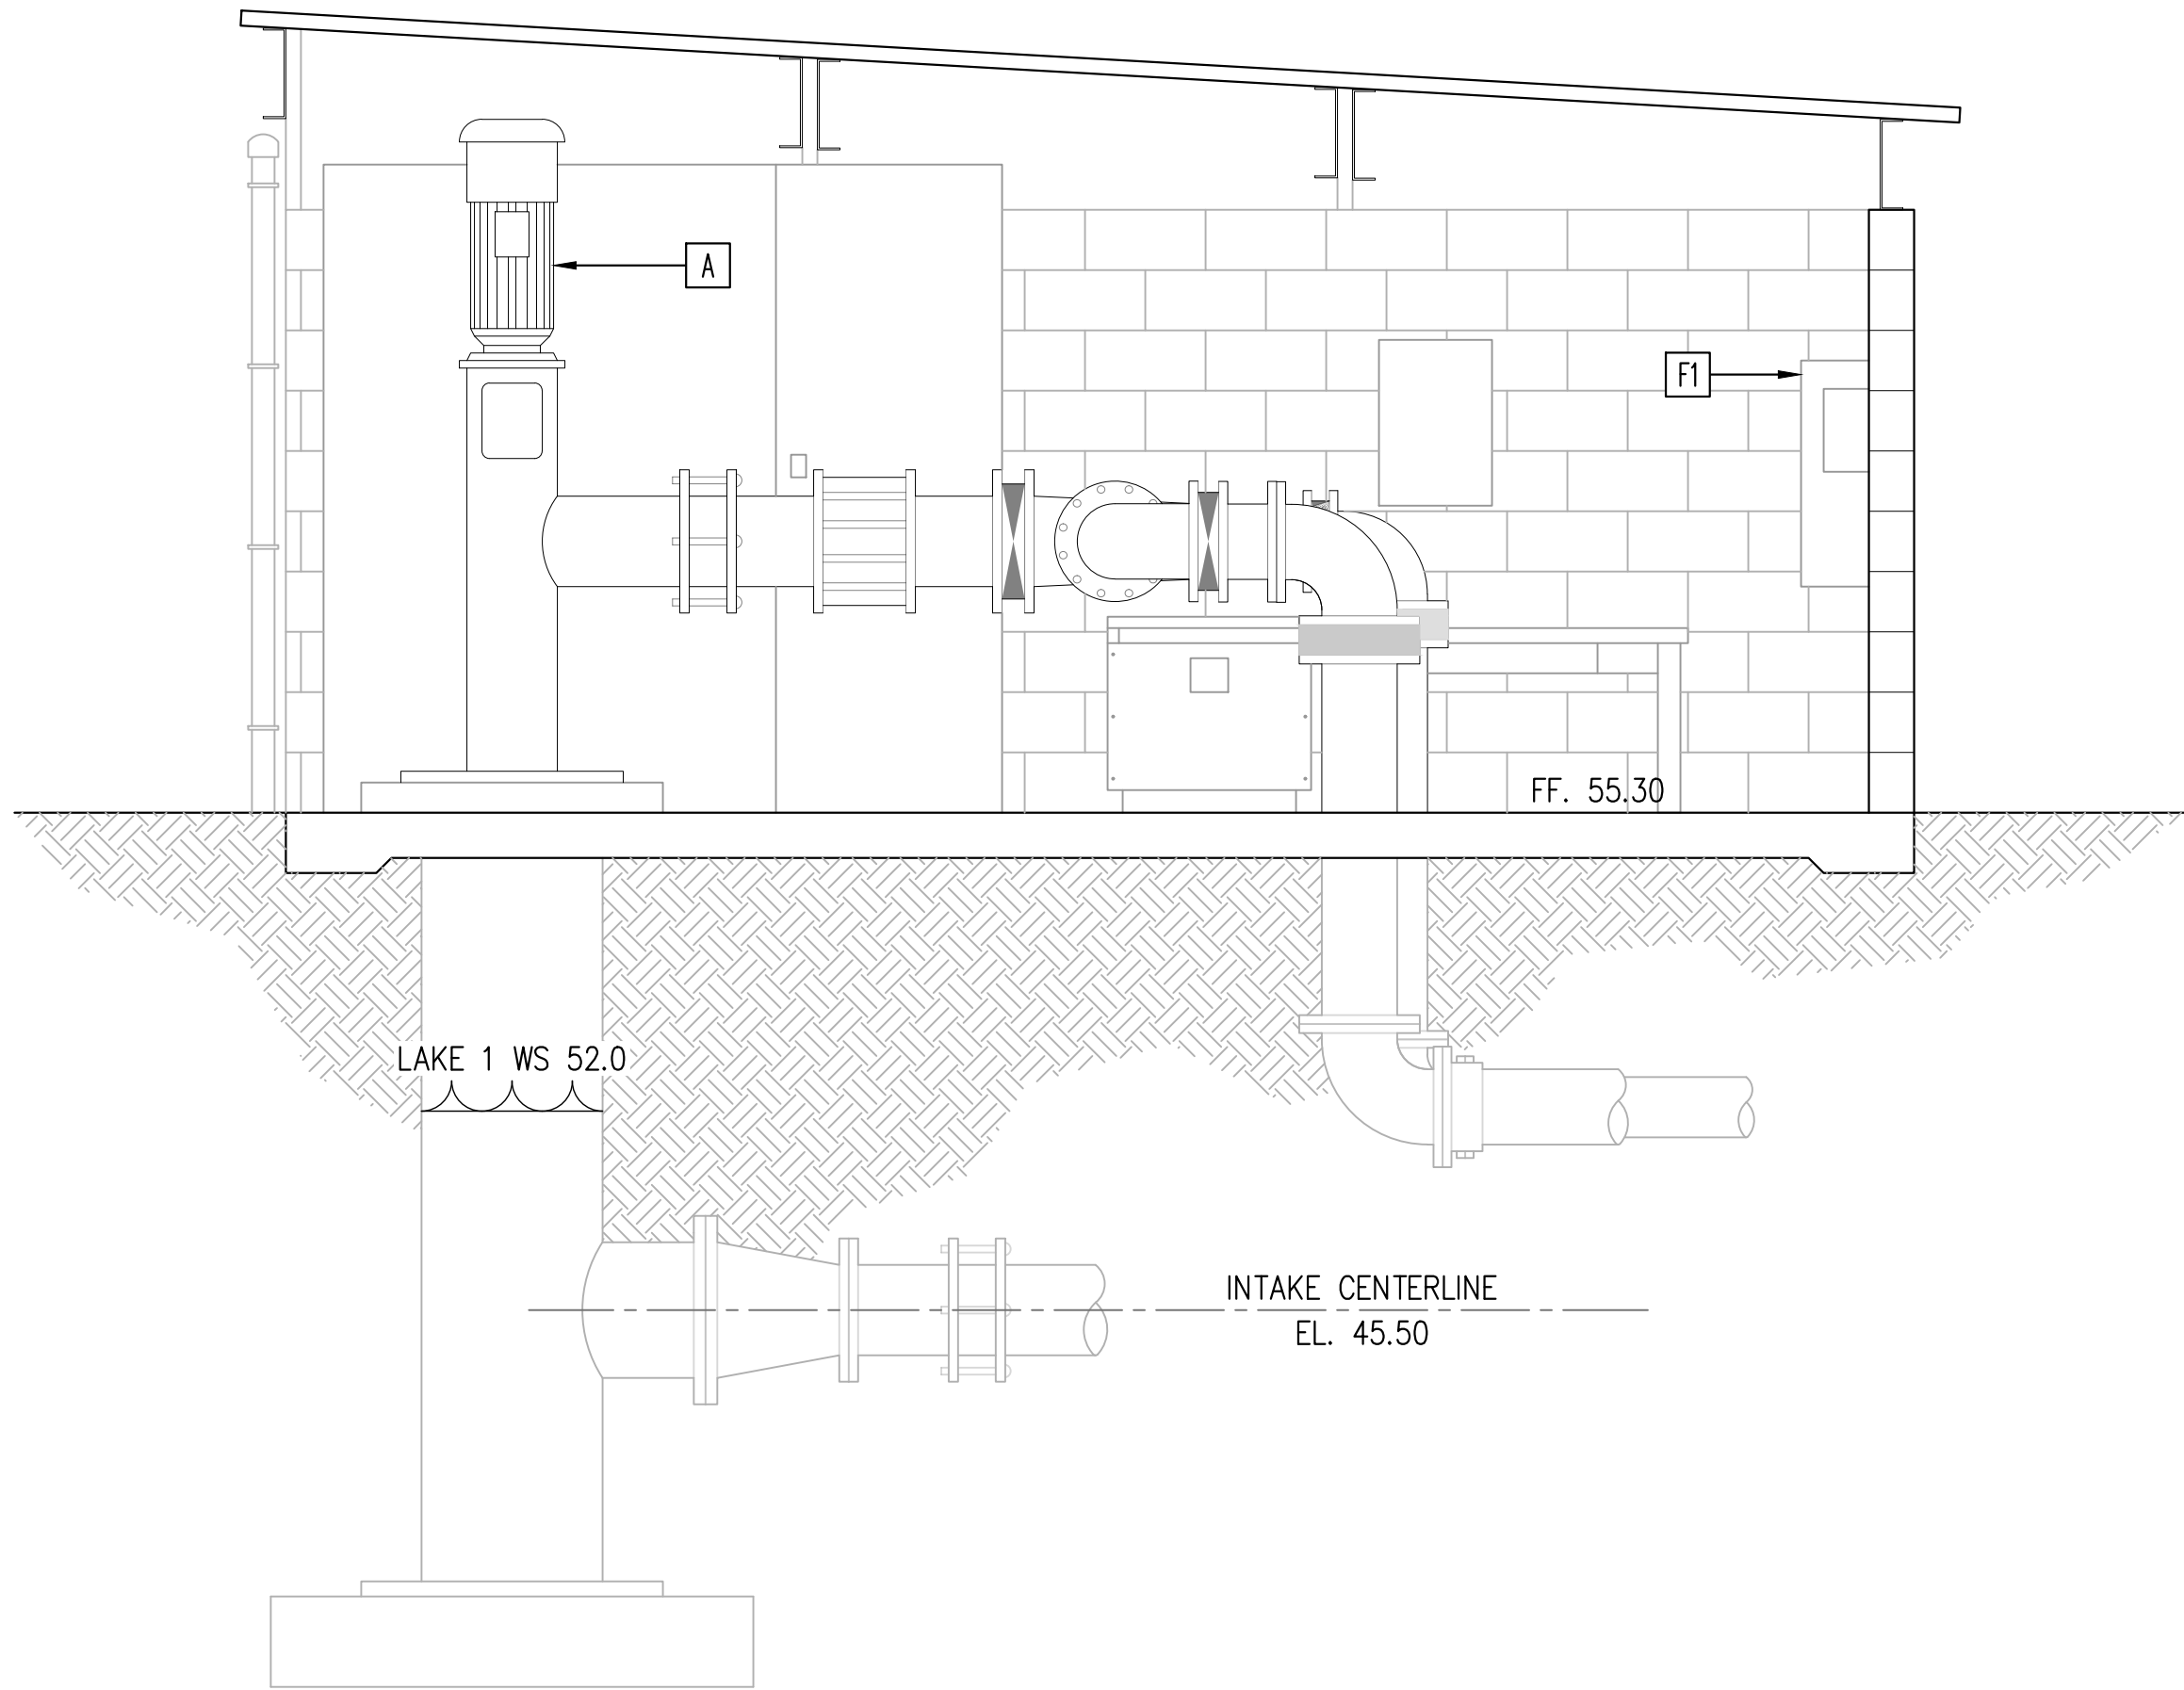 A
F1
FF. 55.30
LAKE 1 WS 52.0
INTAKE CENTERLINE
EL. 45.50